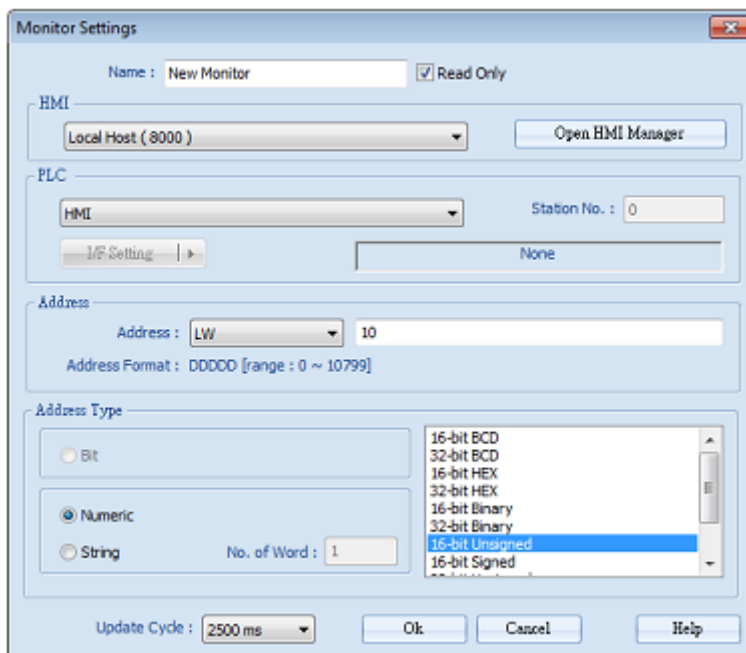 Monitor Settings
Name : New Monitor Read Only
HMI
Local Host ( 8000 ) Open HMI Manager
PLC
HMI Station No. : 0
I/F Setting None
Address
Address : LW 10
Address Format : DDDDD [range : 0 ~ 10799]
Address Type
Bit
Numeric
String No. of Word : 1
16-bit BCD
32-bit BCD
16-bit HEX
32-bit HEX
16-bit Binary
32-bit Binary
16-bit Unsigned
16-bit Signed
Update Cycle : 2500 ms Ok Cancel Help